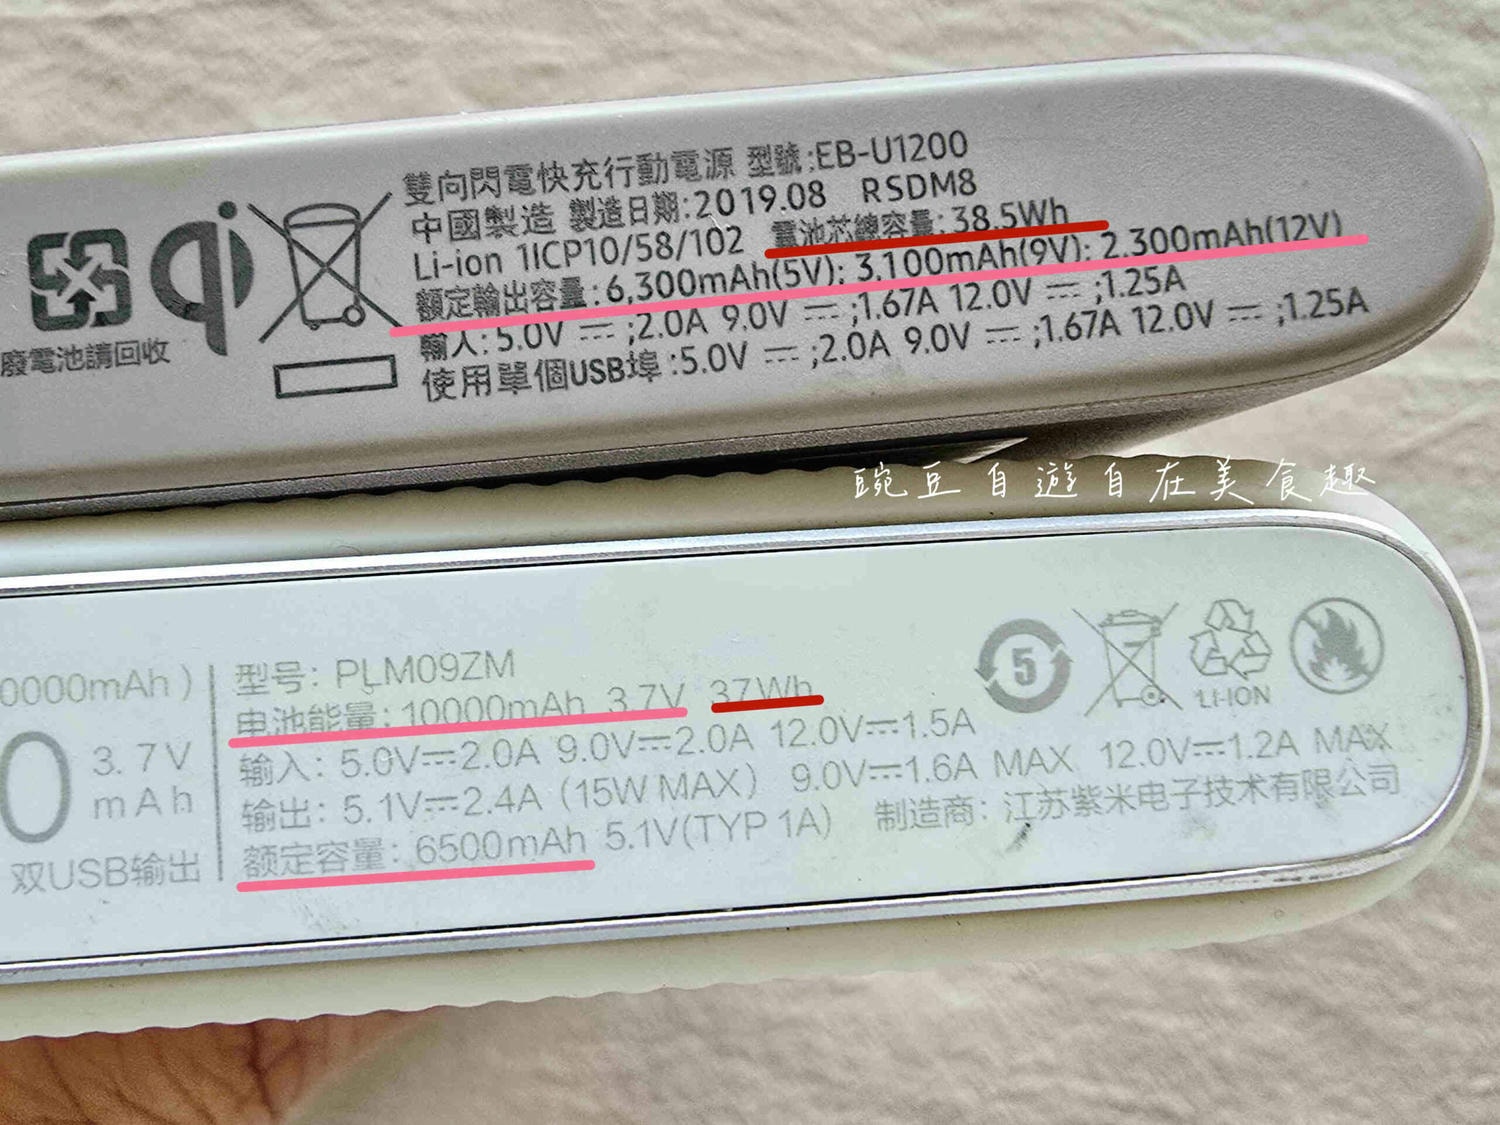 雙向閃電快充行動電源 型號:EB-U1200
中國製造 製造日期:2019.08 RSDM8
Li-ion 1ICP10/58/102 電池芯總容量:38.5Wh
額定輸出容量:6,300mAh(5V); 3,100mAh(9V); 2,300mAh(12V)
輸入:5.0V ⎓ ;2.0A 9.0V ⎓ ;1.67A 12.0V ⎓ ;1.25A
使用單個USB埠:5.0V ⎓ ;2.0A 9.0V ⎓ ;1.67A 12.0V ⎓ ;1.25A
qi
廢電池請回收
豌豆自遊自在美食趣
0000mAh)
0 3.7V
mAh
双USB输出
型号: PLM09ZM
电池能量: 10000mAh 3.7V 37Wh
输入: 5.0V⎓2.0A 9.0V⎓2.0A 12.0V⎓1.5A
输出: 5.1V⎓2.4A (15W MAX) 9.0V⎓1.6A MAX 12.0V⎓1.2A MAX
额定容量: 6500mAh 5.1V(TYP 1A) 制造商: 江苏紫米电子技术有限公司
5
LI-ION